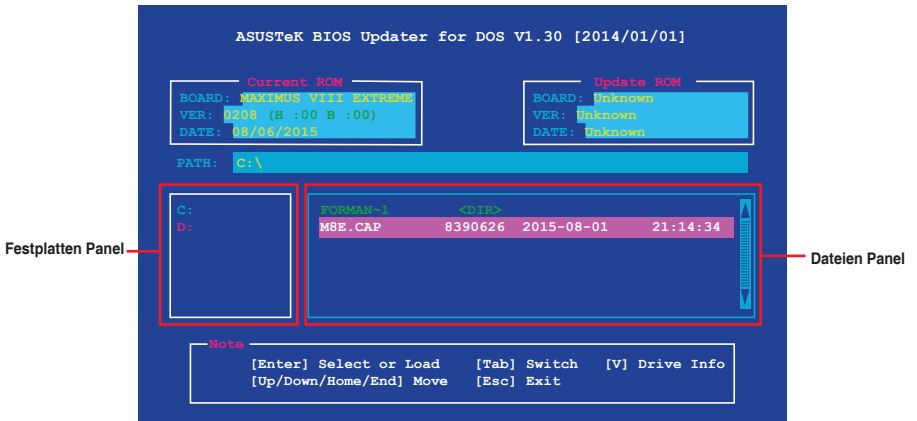 ASUSTeK BIOS Updater for DOS V1.30 [2014/01/01]
Current ROM
BOARD: MAXIMUS VIII EXTREME
VER: 0208 (H :00 B :00)
DATE: 08/06/2015
Update ROM
BOARD: Unknown
VER: Unknown
DATE: Unknown
PATH: C:\
C:
D:
FORMAN~1 <DIR>
M8E.CAP 8390626 2015-08-01 21:14:34
Festplatten Panel
Dateien Panel
Note
[Enter] Select or Load [Tab] Switch [V] Drive Info
[Up/Down/Home/End] Move [Esc] Exit